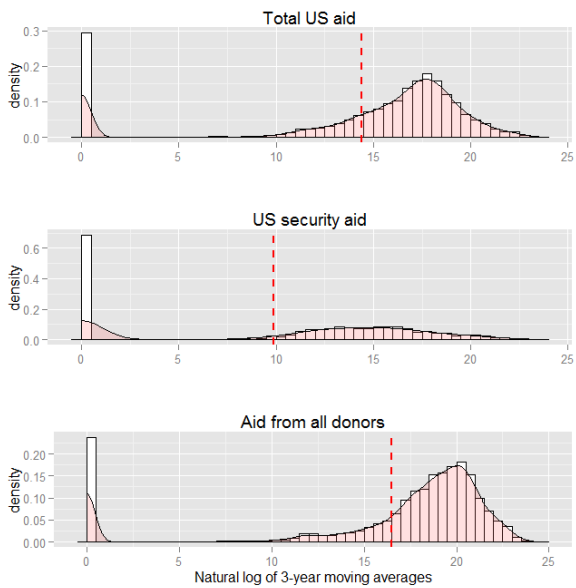 Total US aid
density
0.3
0.2
0.1
0.0
0 5 10 15 20 25
US security aid
density
0.6
0.4
0.2
0.0
0 5 10 15 20 25
Aid from all donors
density
0.20
0.15
0.10
0.05
0.00
0 5 10 15 20 25
Natural log of 3-year moving averages